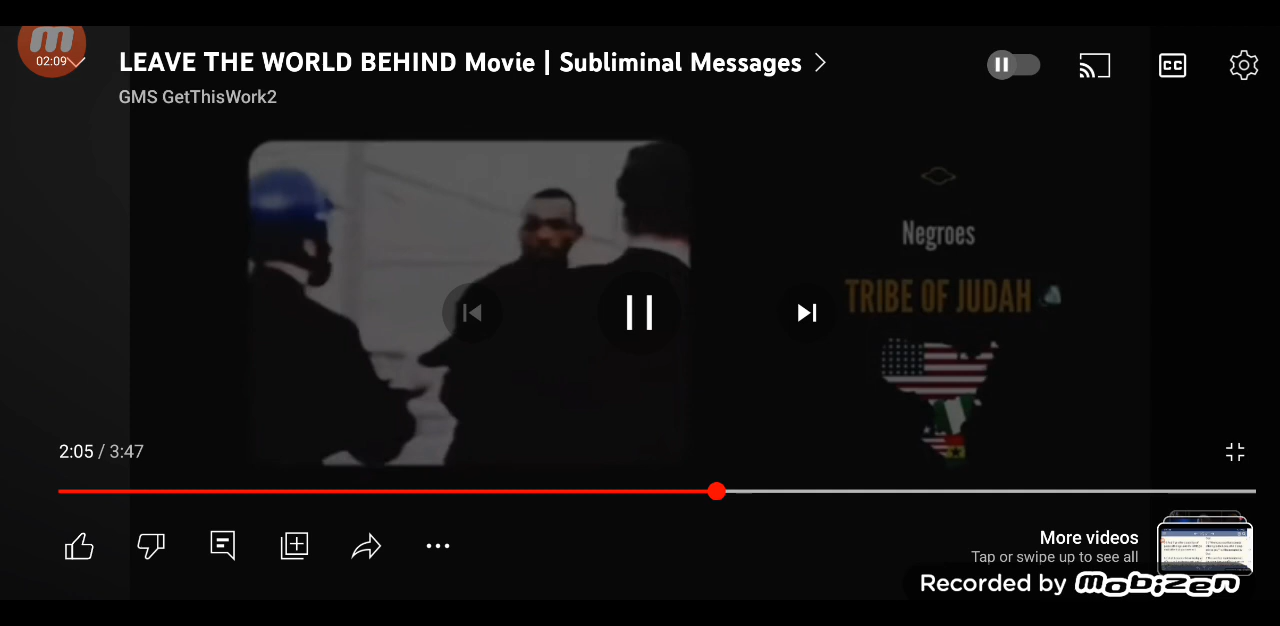 m
02:09
LEAVE THE WORLD BEHIND Movie | Subliminal Messages
GMS GetThisWork2
CC
Negroes
TRIBE OF JUDAH
2:05 / 3:47
More videos
Tap or swipe up to see all
Recorded by mobizen